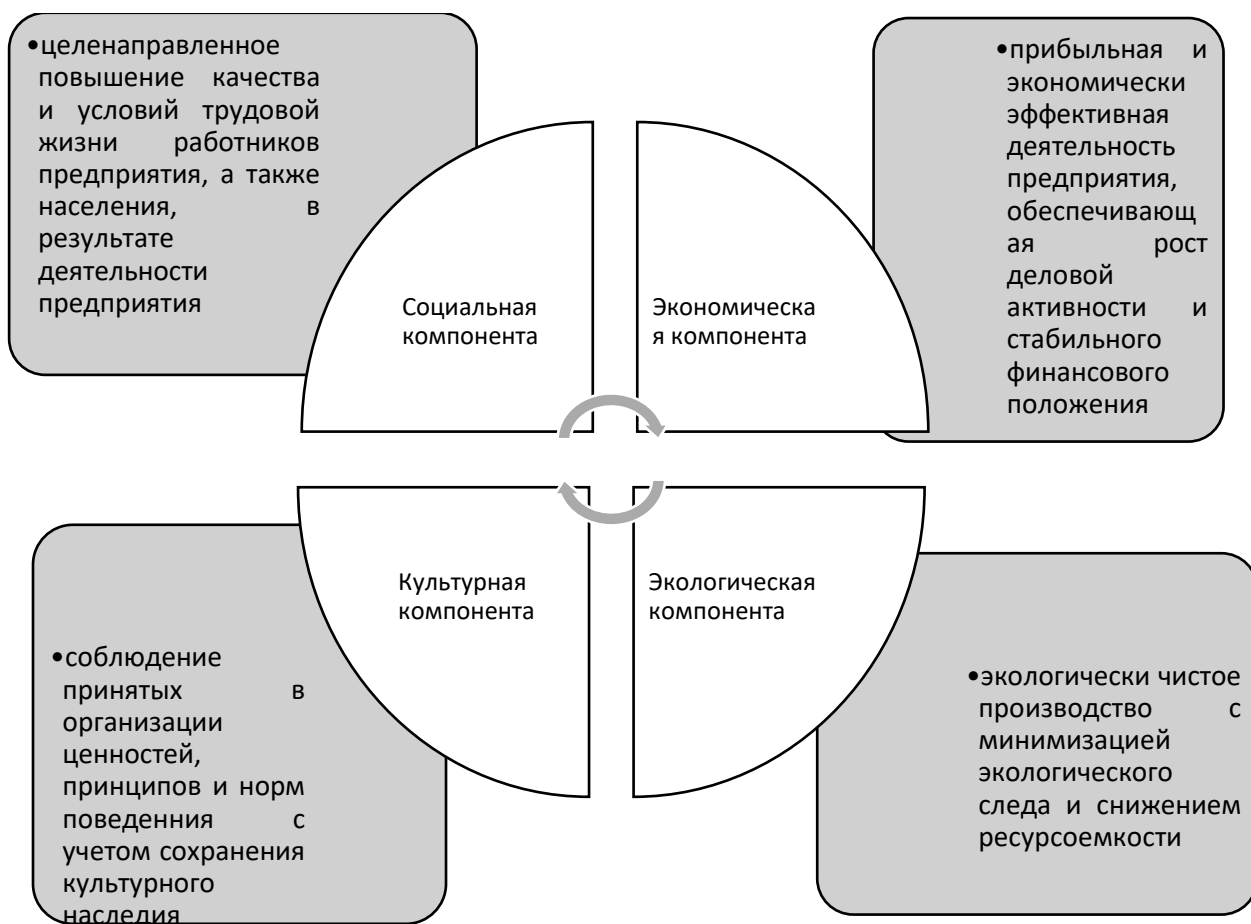 •целенаправленное
повышение качества
и условий трудовой
жизни работников
предприятия, а также
населения, в
результате
деятельности
предприятия
•прибыльная и
экономически
эффективная
деятельность
предприятия,
обеспечивающ
ая рост
деловой
активности и
стабильного
финансового
положения
Социальная
компонента
Экономическа
я компонента
Культурная
компонента
Экологическая
компонента
•соблюдение
принятых в
организации
ценностей,
принципов и норм
поведенния с
учетом сохранения
культурного
наследия
•экологически чистое
производство с
минимизацией
экологического
следа и снижением
ресурсоемкости